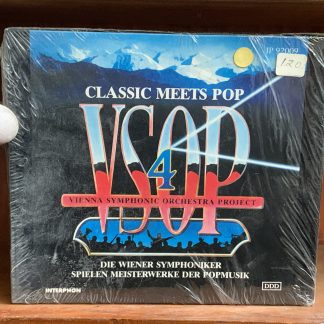 JP 92009
120
CLASSIC MEETS POP
VSOP
4
VIENNA SYMPHONIC ORCHESTRA PROJECT
DIE WIENER SYMPHONIKER
SPIELEN MEISTERWERKE DER POPMUSIK
INTERPHON
DDD